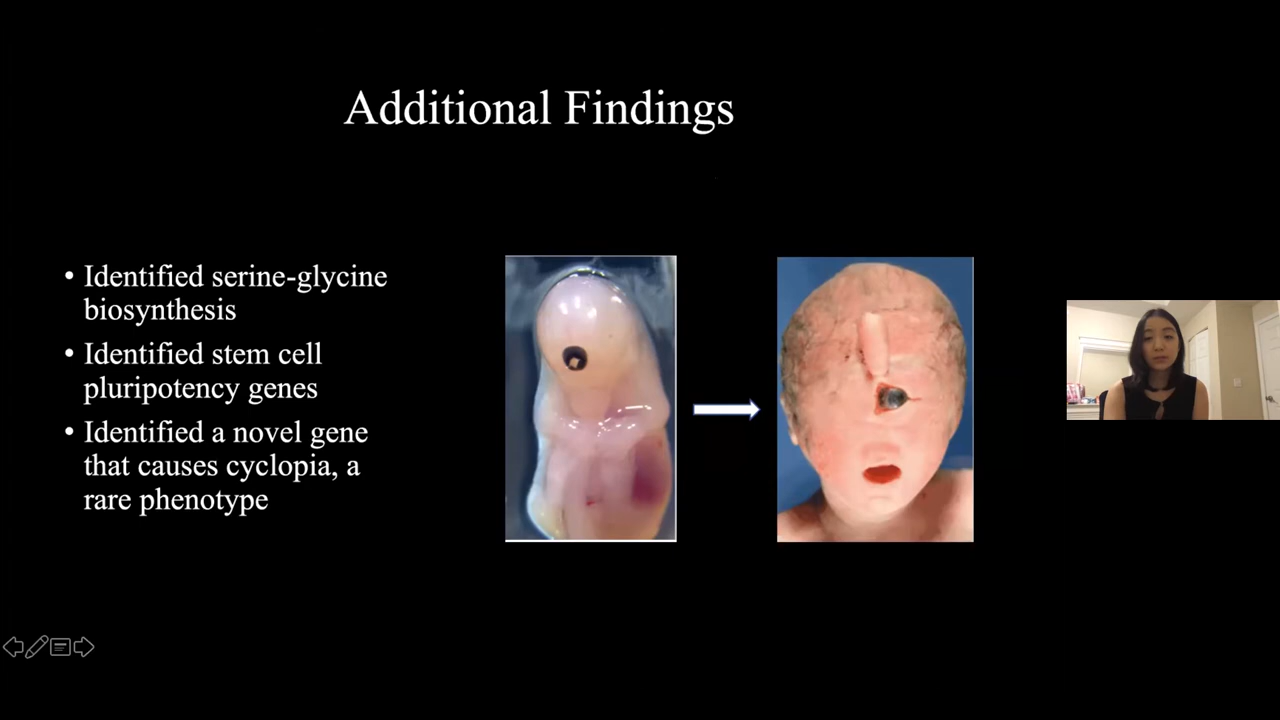 Additional Findings
• Identified serine-glycine
biosynthesis
• Identified stem cell
pluripotency genes
• Identified a novel gene
that causes cyclopia, a
rare phenotype